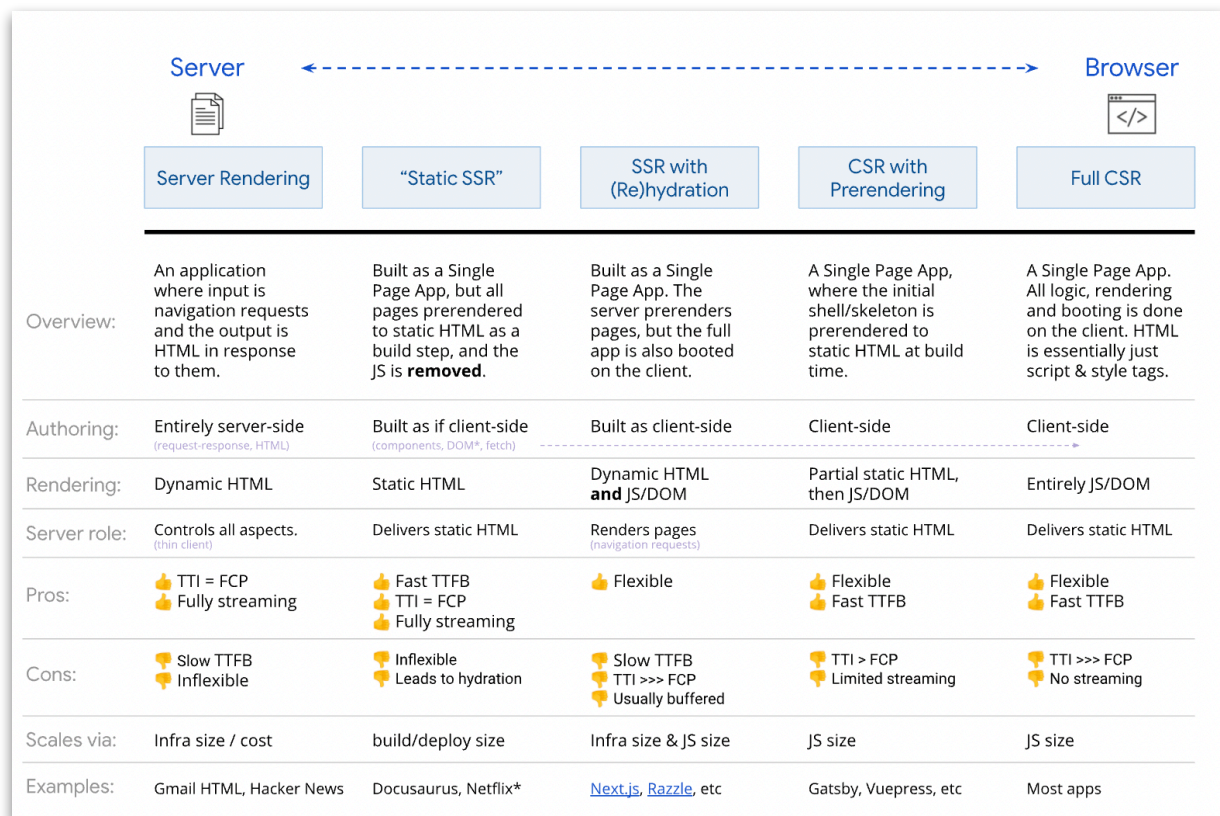 Server
Browser
</>
Server Rendering
“Static SSR”
SSR with
(Re)hydration
CSR with
Prerendering
Full CSR
Overview:
An application
where input is
navigation requests
and the output is
HTML in response
to them.
Built as a Single
Page App, but all
pages prerendered
to static HTML as a
build step, and the
JS is removed.
Built as a Single
Page App. The
server prerenders
pages, but the full
app is also booted
on the client.
A Single Page App,
where the initial
shell/skeleton is
prerendered to
static HTML at build
time.
A Single Page App.
All logic, rendering
and booting is done
on the client. HTML
is essentially just
script & style tags.
Authoring:
Entirely server-side
(request-response, HTML)
Built as if client-side
(components, DOM*, fetch)
Built as client-side
Client-side
Client-side
Rendering:
Dynamic HTML
Static HTML
Dynamic HTML
and JS/DOM
Partial static HTML,
then JS/DOM
Entirely JS/DOM
Server role:
Controls all aspects.
(thin client)
Delivers static HTML
Renders pages
(navigation requests)
Delivers static HTML
Delivers static HTML
Pros:
👍 TTI = FCP
👍 Fully streaming
👍 Fast TTFB
👍 TTI = FCP
👍 Fully streaming
👍 Flexible
👍 Flexible
👍 Fast TTFB
👍 Flexible
👍 Fast TTFB
Cons:
👎 Slow TTFB
👎 Inflexible
👎 Inflexible
👎 Leads to hydration
👎 Slow TTFB
👎 TTI >>> FCP
👎 Usually buffered
👎 TTI > FCP
👎 Limited streaming
👎 TTI >>> FCP
👎 No streaming
Scales via:
Infra size / cost
build/deploy size
Infra size & JS size
JS size
JS size
Examples:
Gmail HTML, Hacker News
Docusaurus, Netflix*
Next.js, Razzle, etc
Gatsby, Vuepress, etc
Most apps